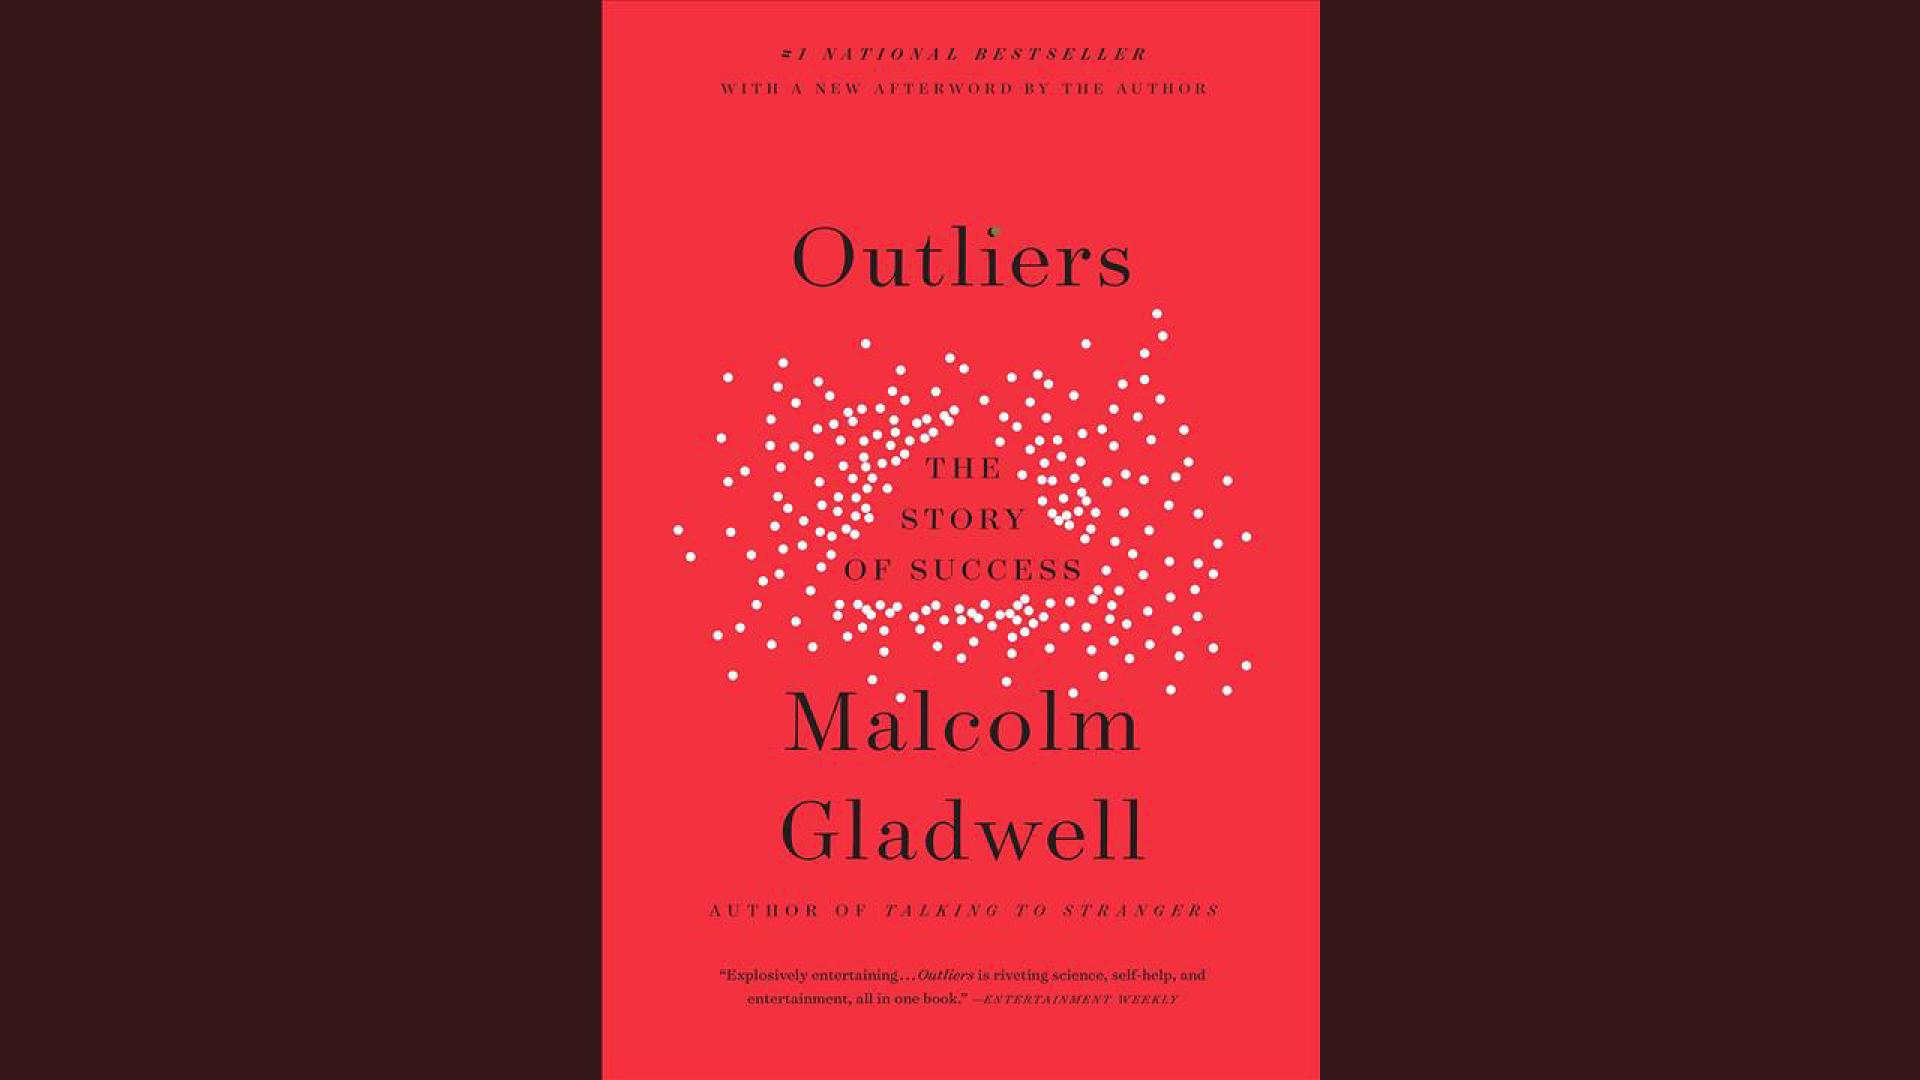 #1 NATIONAL BESTSELLER
WITH A NEW AFTERWORD BY THE AUTHOR
Outliers
THE
STORY
OF SUCCESS
Malcolm
Gladwell
AUTHOR OF TALKING TO STRANGERS
“Explosively entertaining... Outliers is riveting science, self-help, and
entertainment, all in one book.” —ENTERTAINMENT WEEKLY